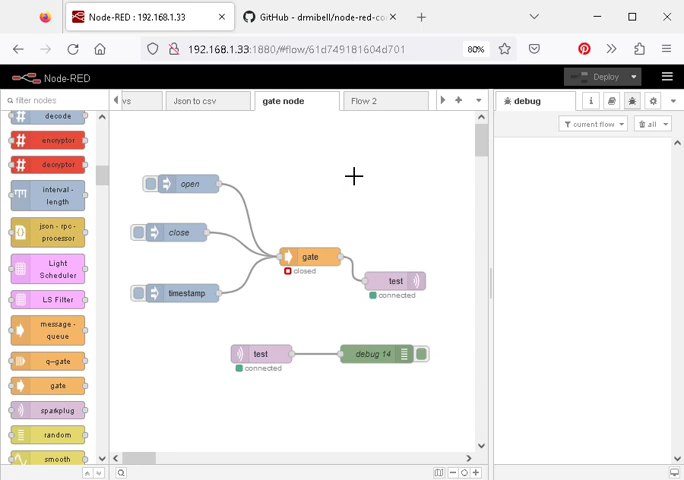 Node-RED : 192.168.1.33
GitHub - drmibell/node-red-co
192.168.1.33:1880/#flow/61d749181604d701
80%
Node-RED
Deploy
filter nodes
vs
Json to csv
gate node
Flow 2
debug
i
current flow
all
decode
encryptor
decryptor
interval -
length
json - rpc -
processor
Light
Scheduler
LS Filter
message -
queue
q-gate
gate
sparkplug
random
smooth
open
close
timestamp
gate
closed
test
connected
test
connected
debug 14